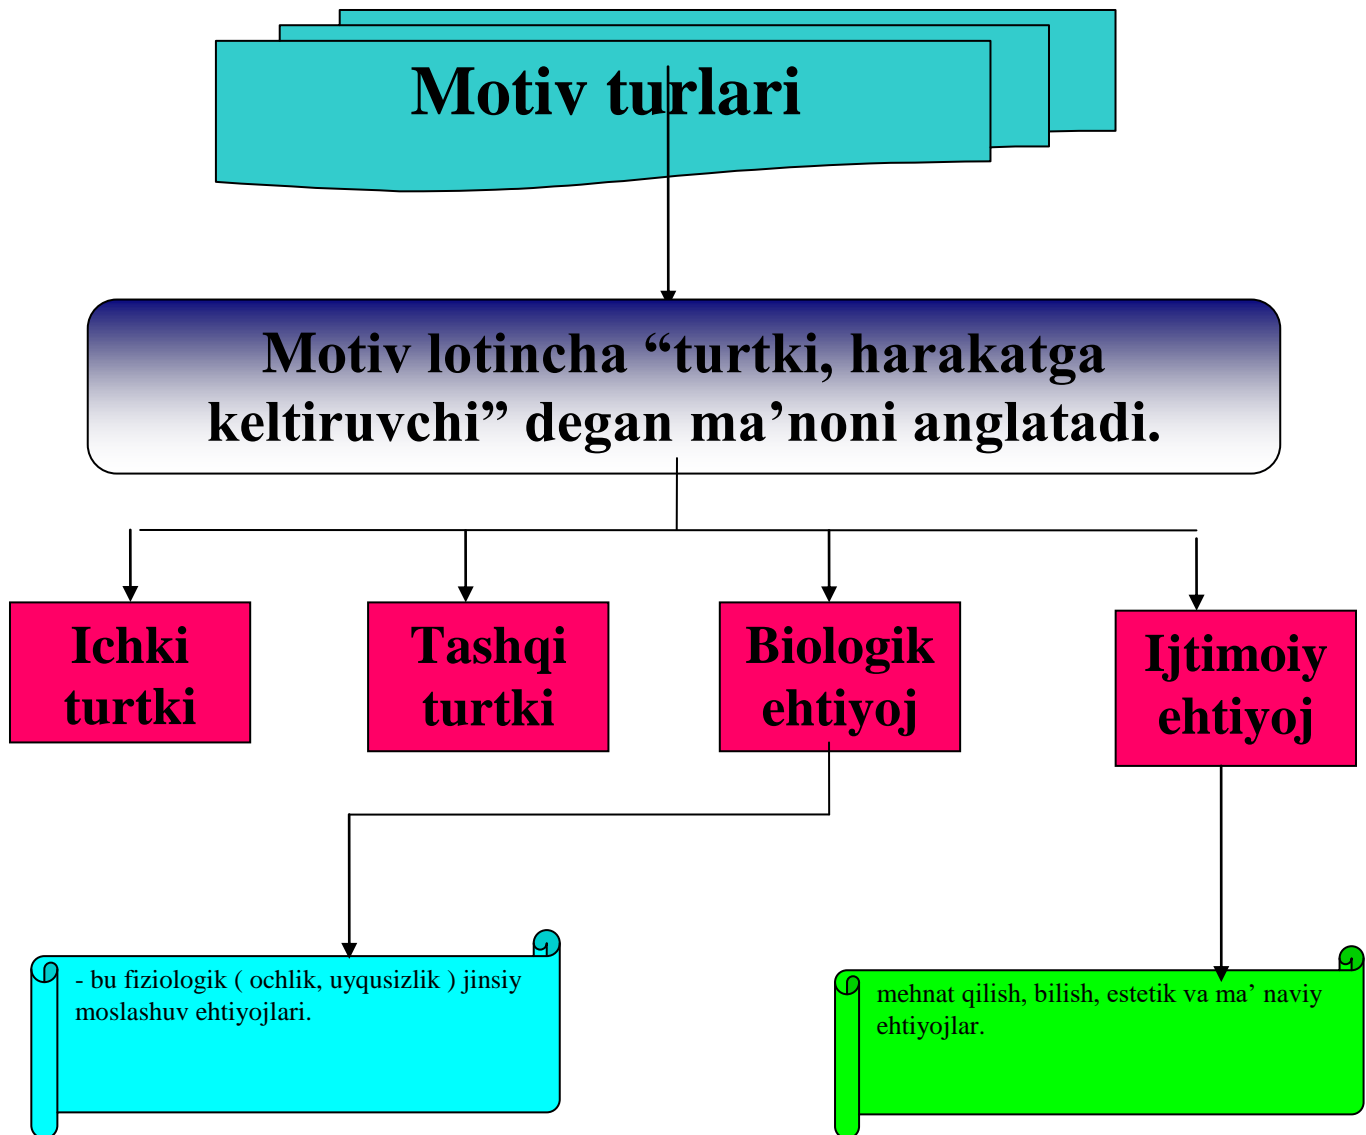 Motiv turlari
Motiv lotincha “turtki, harakatga
keltiruvchi” degan ma’noni anglatadi.
Ichki
turtki
Tashqi
turtki
Biologik
ehtiyoj
Ijtimoiy
ehtiyoj
- bu fiziologik ( ochlik, uyqusizlik ) jinsiy
moslashuv ehtiyojlari.
mehnat qilish, bilish, estetik va ma’ naviy
ehtiyojlar.